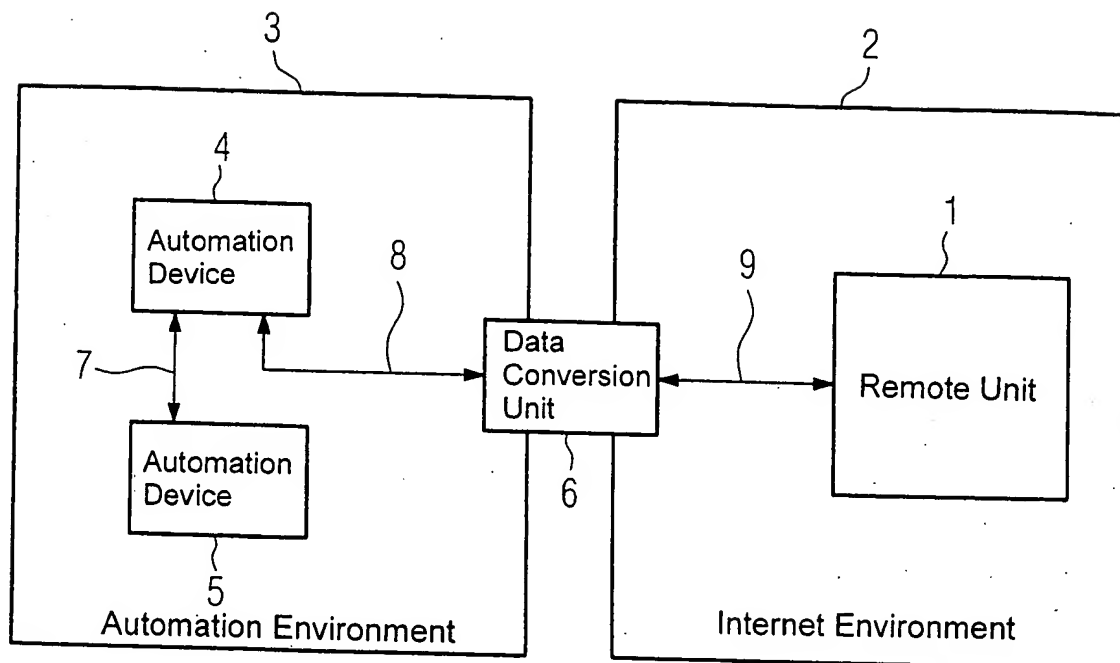 3
2
4
Automation
Device
1
8
9
7
Data
Conversion
Unit
Remote Unit
Automation
Device
6
5
Automation Environment
Internet Environment